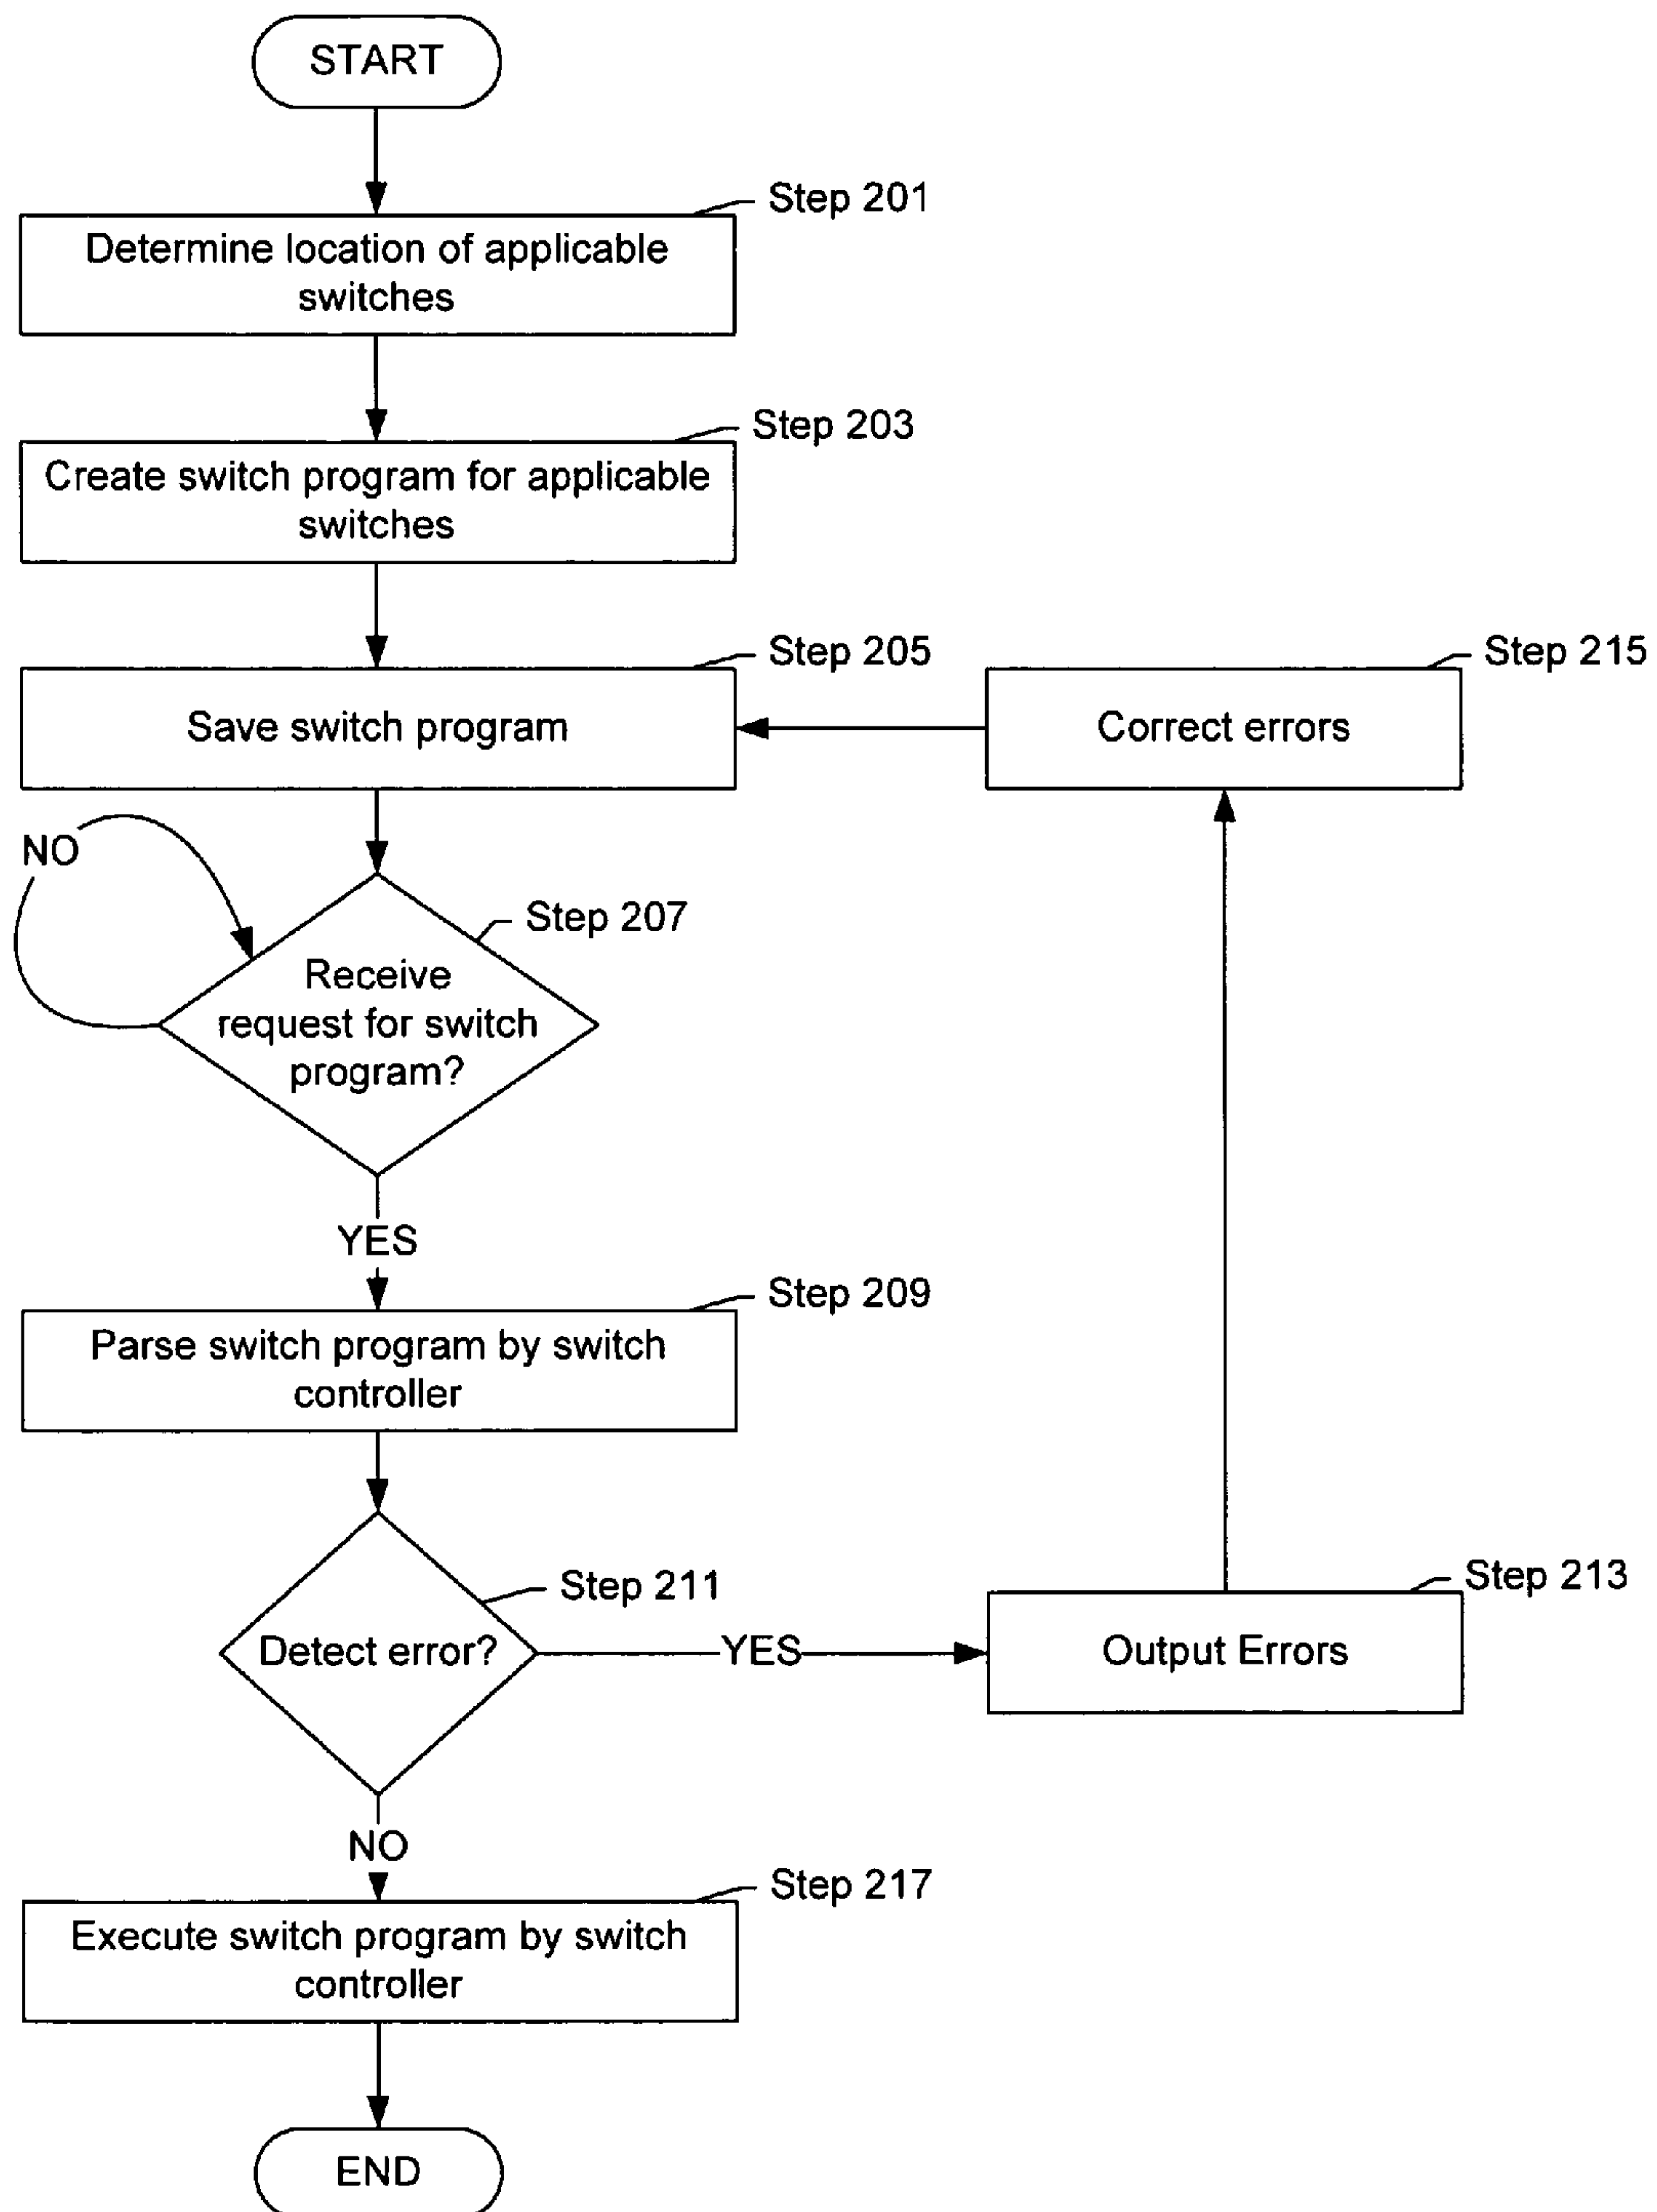 START
Step 201
Determine location of applicable
switches
Step 203
Create switch program for applicable
switches
Step 205
Save switch program
Step 215
Correct errors
NO
Step 207
Receive
request for switch
program?
YES
Step 209
Parse switch program by switch
controller
Step 211
Detect error?
YES
Step 213
Output Errors
NO
Step 217
Execute switch program by switch
controller
END